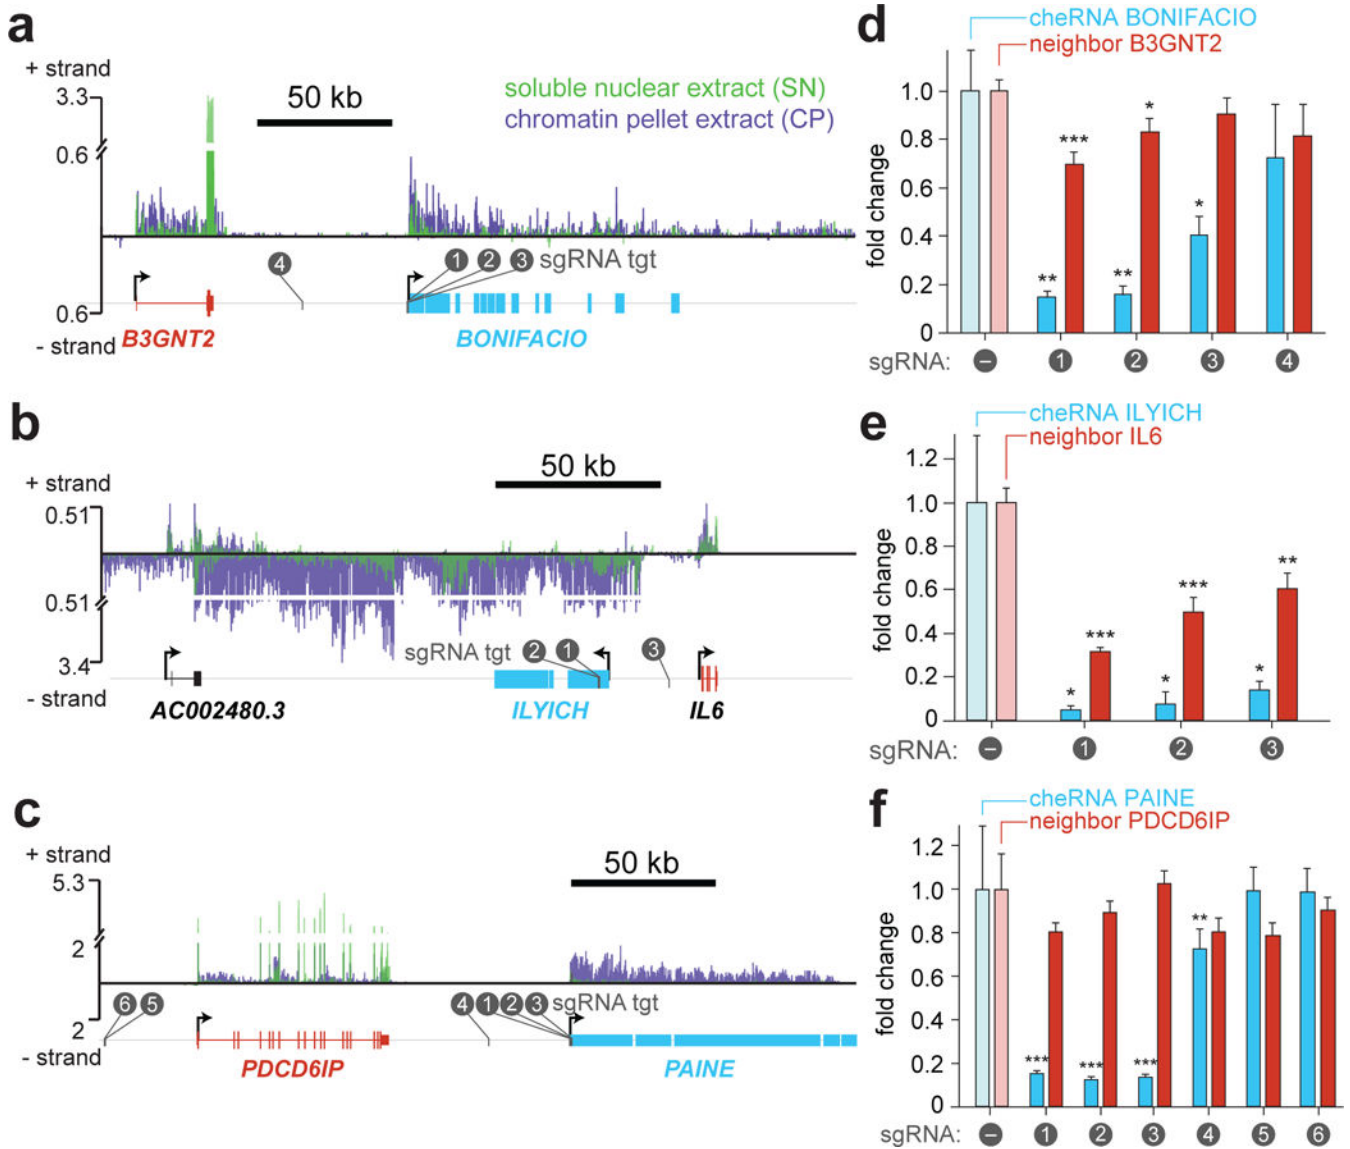 a
+ strand
3.3
0.6
0.6
- strand
50 kb
soluble nuclear extract (SN)
chromatin pellet extract (CP)
4
1 2 3 sgRNA tgt
B3GNT2
BONIFACIO
b
+ strand
0.51
0.51
3.4
- strand
50 kb
sgRNA tgt 2 1
3
AC002480.3
ILYICH
IL6
c
+ strand
5.3
2
2
- strand
50 kb
6 5
4 1 2 3 sgRNA tgt
PDCD6IP
PAINE
d
cheRNA BONIFACIO
neighbor B3GNT2
fold change
1.0
0.8
0.6
0.4
0.2
0
** *** ** * *
sgRNA: – 1 2 3 4
e
cheRNA ILYICH
neighbor IL6
fold change
1.2
1.0
0.8
0.6
0.4
0.2
0
* *** * *** * **
sgRNA: – 1 2 3
f
cheRNA PAINE
neighbor PDCD6IP
fold change
1.2
1.0
0.8
0.6
0.4
0.2
0
*** *** *** **
sgRNA: – 1 2 3 4 5 6